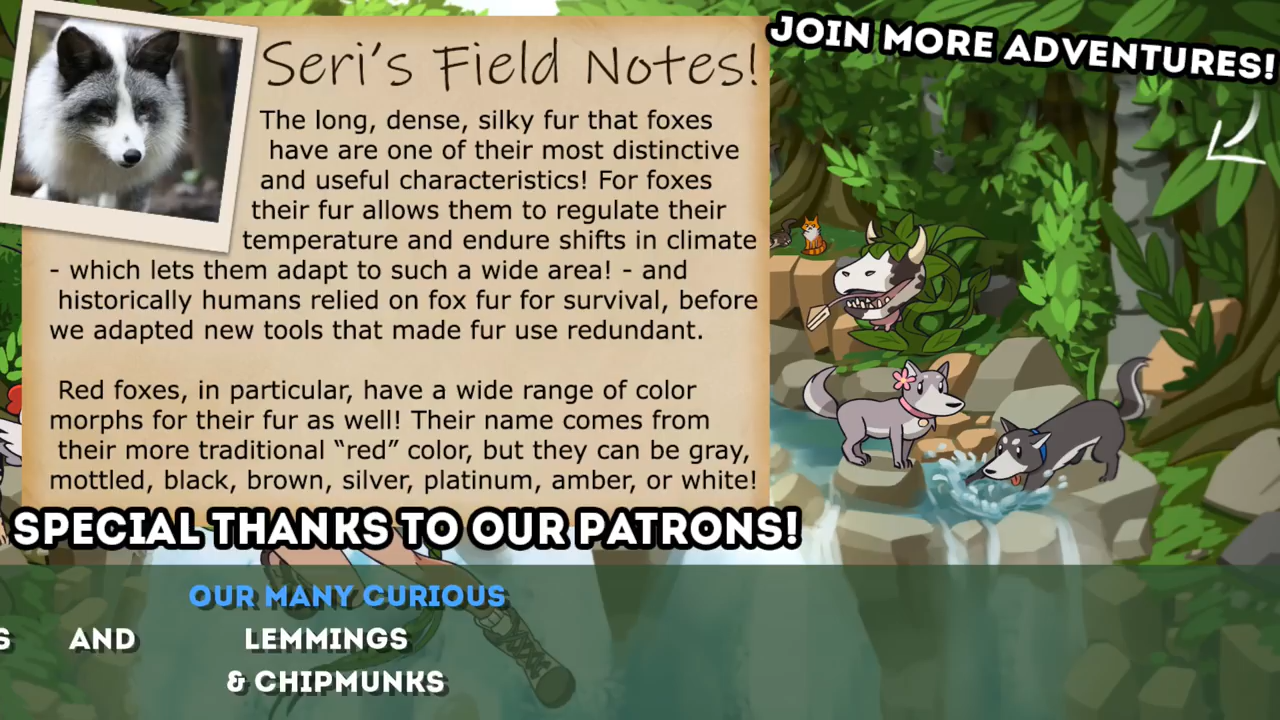 Seri's Field Notes!
JOIN MORE ADVENTURES!
The long, dense, silky fur that foxes
have are one of their most distinctive
and useful characteristics! For foxes
their fur allows them to regulate their
temperature and endure shifts in climate
- which lets them adapt to such a wide area! - and
historically humans relied on fox fur for survival, before
we adapted new tools that made fur use redundant.
Red foxes, in particular, have a wide range of color
morphs for their fur as well! Their name comes from
their more traditional “red” color, but they can be gray,
mottled, black, brown, silver, platinum, amber, or white!
SPECIAL THANKS TO OUR PATRONS!
OUR MANY CURIOUS
AND LEMMINGS
& CHIPMUNKS